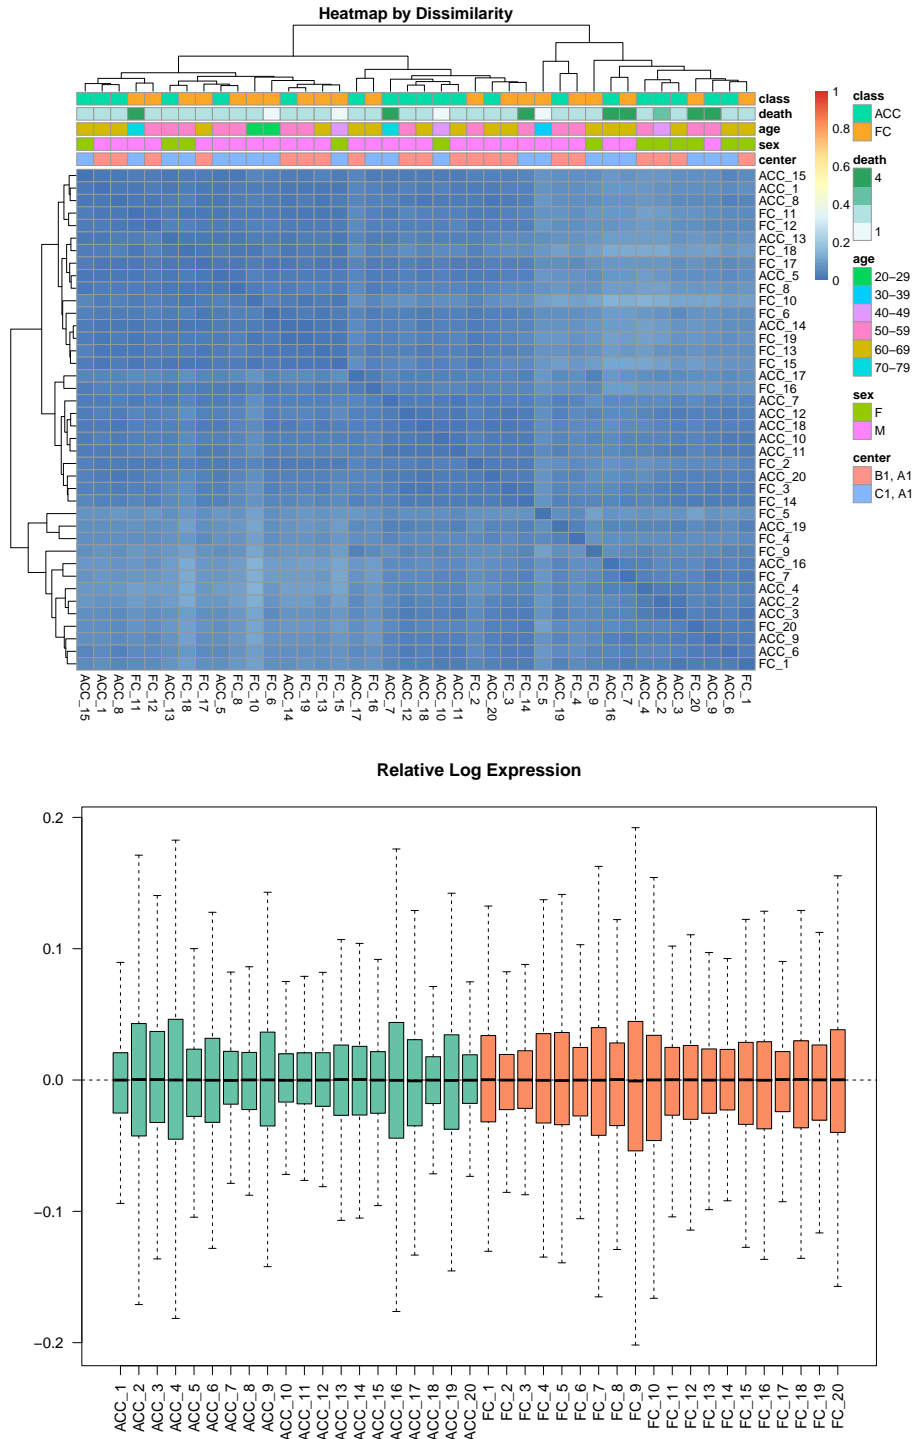 Heatmap by Dissimilarity
class
death
age
sex
center
ACC_15
ACC_1
ACC_8
FC_11
FC_12
ACC_13
FC_18
FC_17
ACC_5
FC_8
FC_10
FC_6
ACC_14
FC_19
FC_13
FC_15
ACC_17
FC_16
ACC_7
ACC_12
ACC_18
ACC_10
ACC_11
FC_2
ACC_20
FC_3
FC_14
FC_5
ACC_19
FC_4
FC_9
ACC_16
FC_7
ACC_4
ACC_2
ACC_3
FC_20
ACC_9
ACC_6
FC_1
ACC_15
ACC_1
ACC_8
FC_11
FC_12
ACC_13
FC_18
FC_17
ACC_5
FC_8
FC_10
FC_6
ACC_14
FC_19
FC_13
FC_15
ACC_17
FC_16
ACC_7
ACC_12
ACC_18
ACC_10
ACC_11
FC_2
ACC_20
FC_3
FC_14
FC_5
ACC_19
FC_4
FC_9
ACC_16
FC_7
ACC_4
ACC_2
ACC_3
FC_20
ACC_9
ACC_6
FC_1
1
0.8
0.6
0.4
0.2
0
class
ACC
FC
death
4
1
age
20−29
30−39
40−49
50−59
60−69
70−79
sex
F
M
center
B1, A1
C1, A1
Relative Log Expression
0.2
0.1
0.0
−0.1
−0.2
ACC_1
ACC_2
ACC_3
ACC_4
ACC_5
ACC_6
ACC_7
ACC_8
ACC_9
ACC_10
ACC_11
ACC_12
ACC_13
ACC_14
ACC_15
ACC_16
ACC_17
ACC_18
ACC_19
ACC_20
FC_1
FC_2
FC_3
FC_4
FC_5
FC_6
FC_7
FC_8
FC_9
FC_10
FC_11
FC_12
FC_13
FC_14
FC_15
FC_16
FC_17
FC_18
FC_19
FC_20